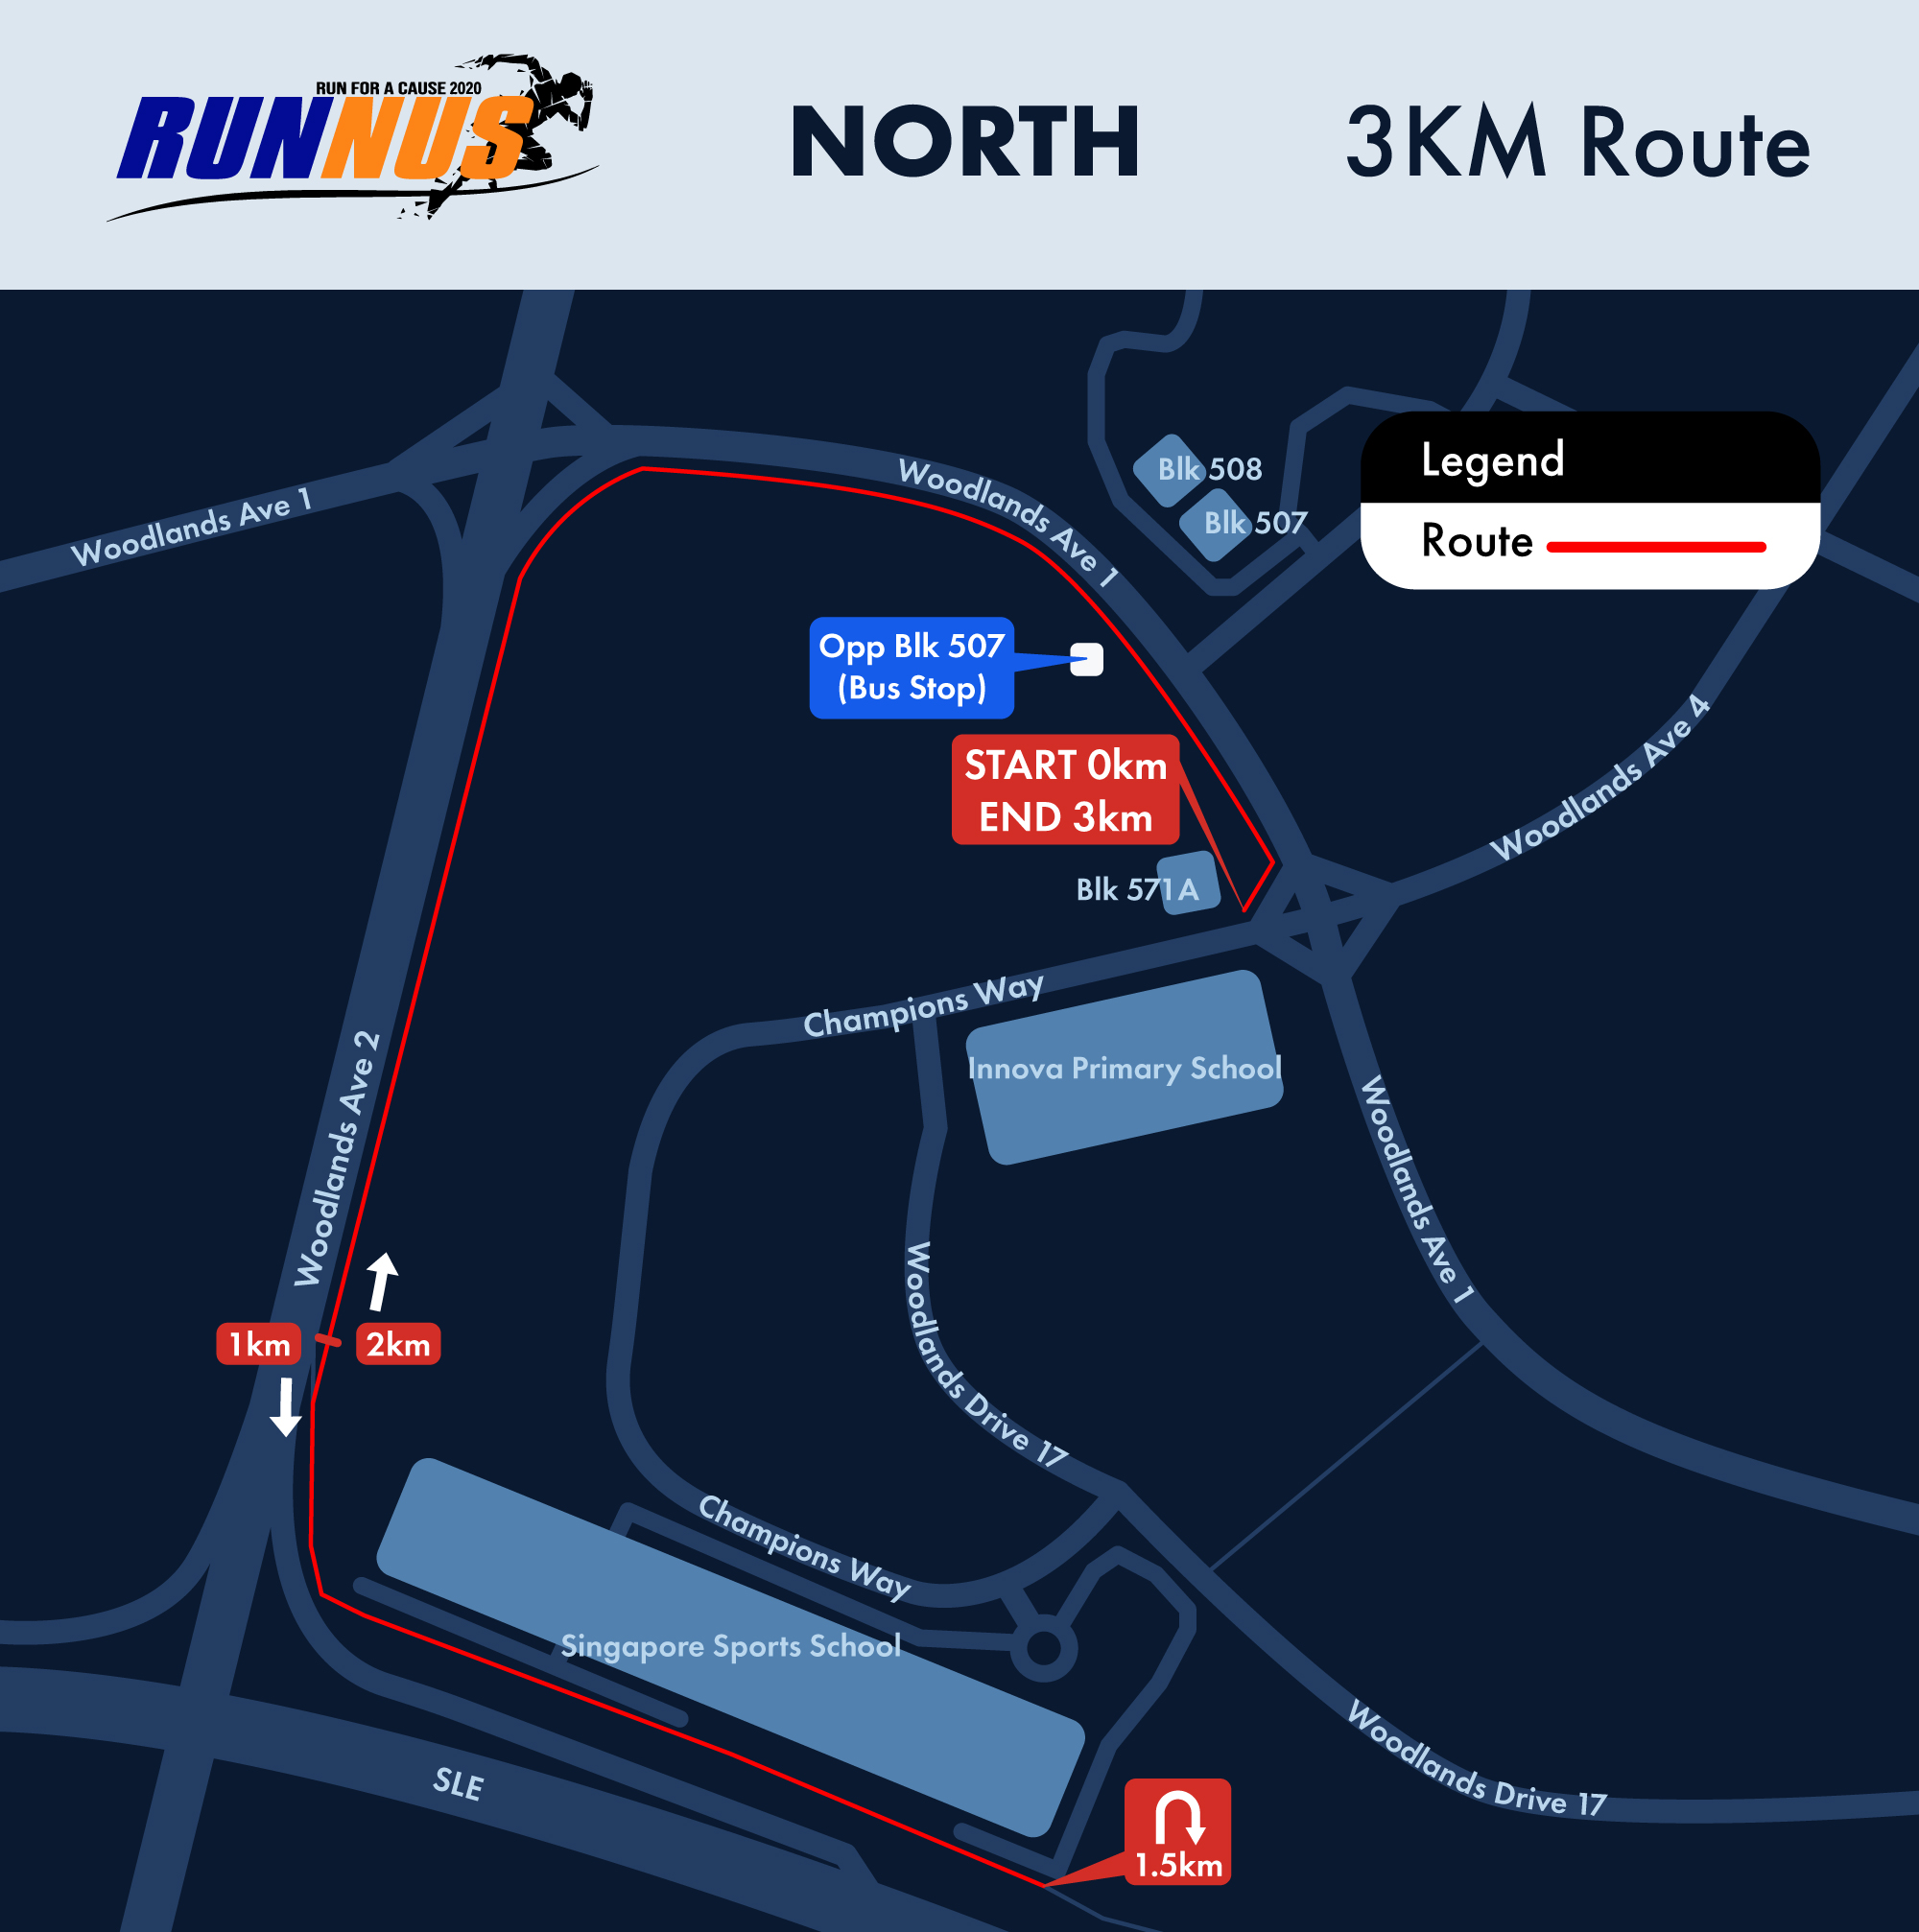 RUN FOR A CAUSE 2020
RUNNUS
NORTH
3KM Route
Legend
Route
Woodlands Ave 1
Woodlands Ave 1
Blk 508
Blk 507
Opp Blk 507
(Bus Stop)
START 0km
END 3km
Woodlands Ave 4
Blk 571A
Champions Way
Innova Primary School
Woodlands Ave 2
Woodlands Ave 1
Woodlands Drive 17
1km
2km
Champions Way
Singapore Sports School
Woodlands Drive 17
SLE
1.5km